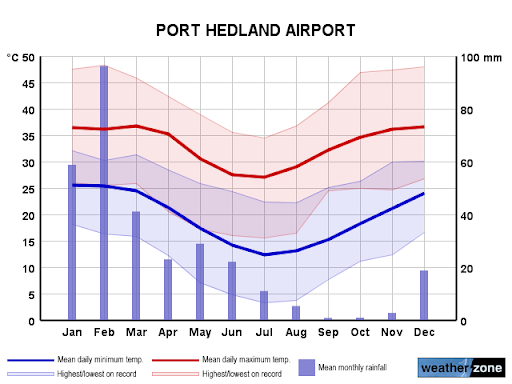 PORT HEDLAND AIRPORT
°C 50 100 mm
45
40 80
35
30 60
25
20 40
15
10 20
5
0 0
Jan Feb Mar Apr May Jun Jul Aug Sep Oct Nov Dec
Mean daily minimum temp. Mean daily maximum temp. Mean monthly rainfall
Highest/lowest on record Highest/lowest on record
weatherzone